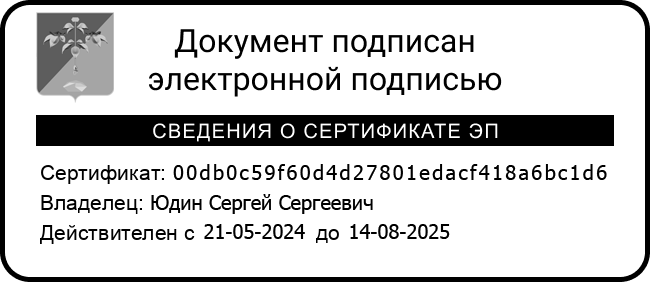 Документ подписан
электронной подписью
СВЕДЕНИЯ О СЕРТИФИКАТЕ ЭП
Сертификат: 00db0c59f60d4d27801edacf418a6bc1d6
Владелец: Юдин Сергей Сергеевич
Действителен с 21-05-2024 до 14-08-2025